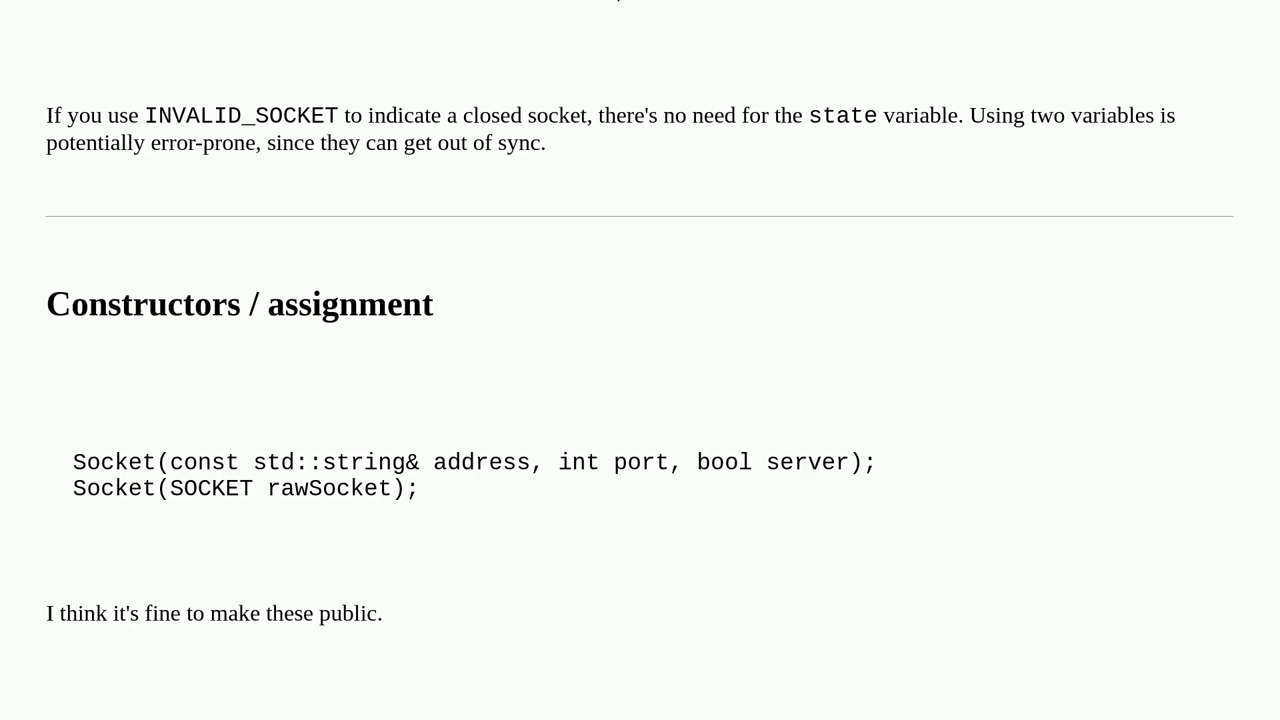 If you use INVALID_SOCKET to indicate a closed socket, there's no need for the state variable. Using two variables is
potentially error-prone, since they can get out of sync.
Constructors / assignment
Socket(const std::string& address, int port, bool server);
Socket(SOCKET rawSocket);
I think it's fine to make these public.